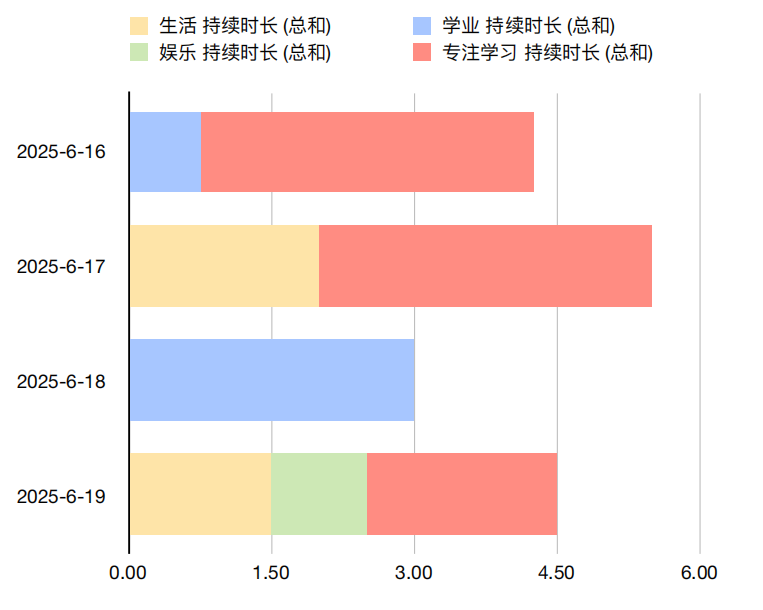 生活 持续时长 (总和)
学业 持续时长 (总和)
娱乐 持续时长 (总和)
专注学习 持续时长 (总和)
2025-6-16
2025-6-17
2025-6-18
2025-6-19
0.00
1.50
3.00
4.50
6.00